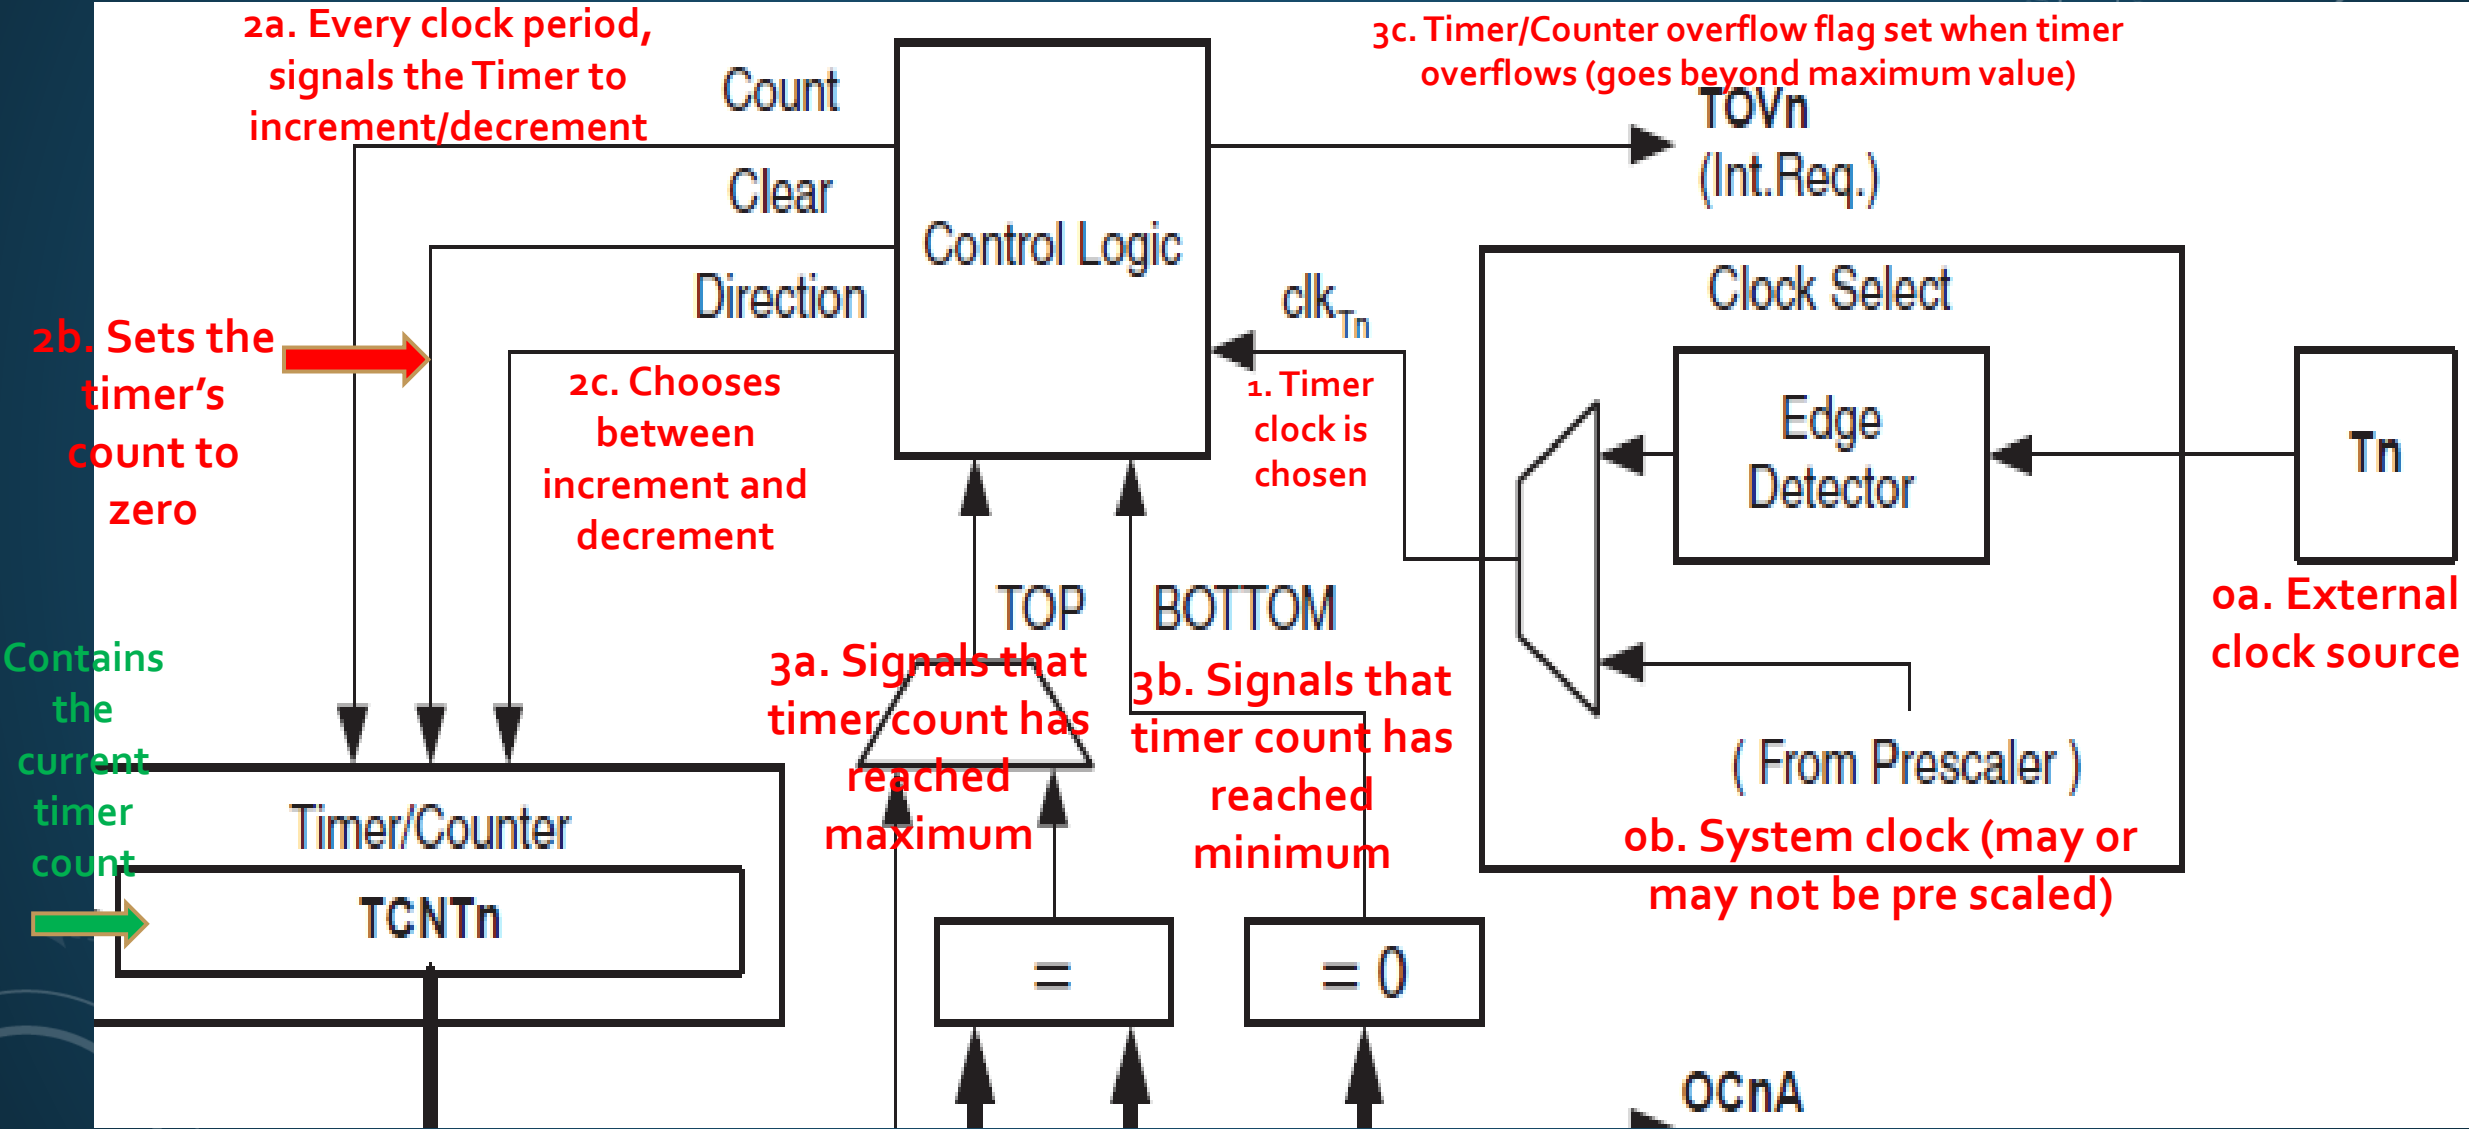 2a. Every clock period,
signals the Timer to
increment/decrement
3c. Timer/Counter overflow flag set when timer
overflows (goes beyond maximum value)
Count
TOVn
(Int.Req.)
Clear
Control Logic
Direction
clkTn
Clock Select
2b. Sets the
timer's
count to
zero
2c. Chooses
between
increment and
decrement
1. Timer
clock is
chosen
Edge
Detector
Tn
0a. External
clock source
TOP
BOTTOM
3a. Signals that
timer count has
reached
maximum
3b. Signals that
timer count has
reached
minimum
( From Prescaler )
0b. System clock (may or
may not be pre scaled)
Contains
the
current
timer
count
Timer/Counter
TCNTn
=
= 0
OCnA